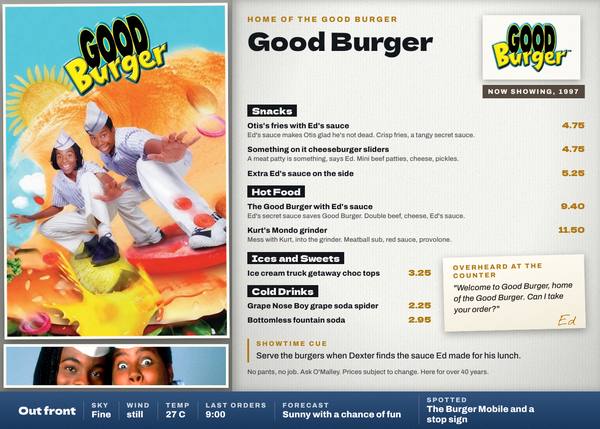 GOOD
Burger
HOME OF THE GOOD BURGER
Good Burger
GOOD
Burger
NOW SHOWING, 1997
Snacks
Otis's fries with Ed's sauce 4.75
Ed's sauce makes Otis glad he's not dead. Crisp fries, a tangy secret sauce.
Something on it cheeseburger sliders 4.75
A meat patty is something, says Ed. Mini beef patties, cheese, pickles.
Extra Ed's sauce on the side 5.25
Hot Food
The Good Burger with Ed's sauce 9.40
Ed's secret sauce saves Good Burger. Double beef, cheese, Ed's sauce.
Kurt's Mondo grinder 11.50
Mess with Kurt, into the grinder. Meatball sub, red sauce, provolone.
Ices and Sweets
Ice cream truck getaway choc tops 3.25
Cold Drinks
Grape Nose Boy grape soda spider 2.25
Bottomless fountain soda 2.95
OVERHEARD AT THE
COUNTER
"Welcome to Good Burger, home
of the Good Burger. Can I take
your order?"
Ed
SHOWTIME CUE
Serve the burgers when Dexter finds the sauce Ed made for his lunch.
No pants, no job. Ask O'Malley. Prices subject to change. Here for over 40 years.
Out front
SKY
Fine
WIND
still
TEMP
27 C
LAST ORDERS
9:00
FORECAST
Sunny with a chance of fun
SPOTTED
The Burger Mobile and a
stop sign